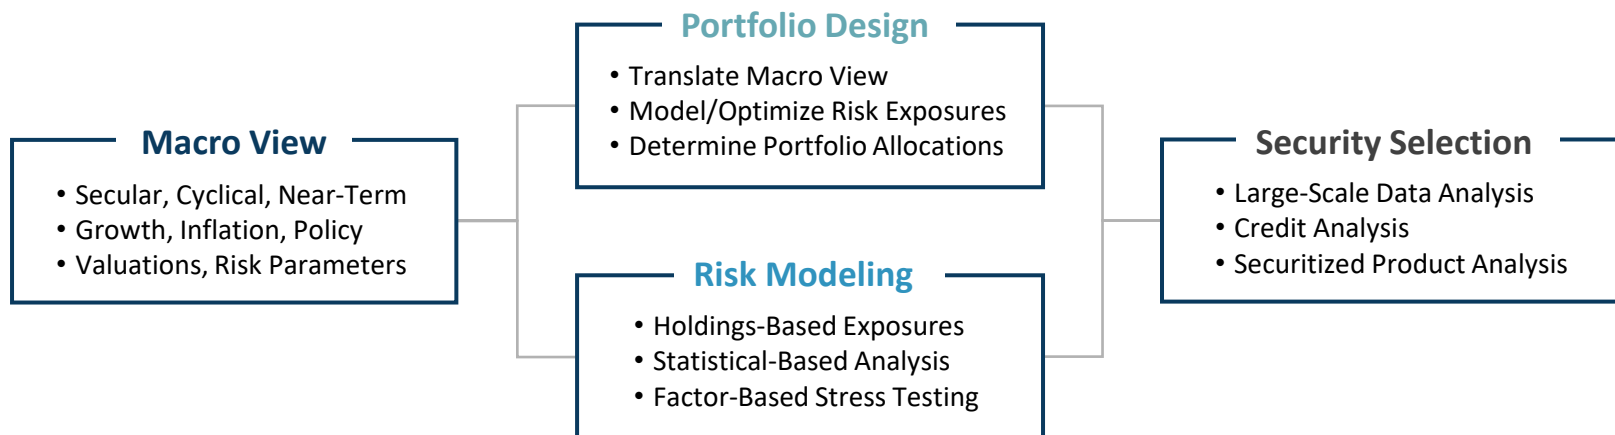 Macro View
• Secular, Cyclical, Near-Term
• Growth, Inflation, Policy
• Valuations, Risk Parameters
Portfolio Design
• Translate Macro View
• Model/Optimize Risk Exposures
• Determine Portfolio Allocations
Risk Modeling
• Holdings-Based Exposures
• Statistical-Based Analysis
• Factor-Based Stress Testing
Security Selection
• Large-Scale Data Analysis
• Credit Analysis
• Securitized Product Analysis